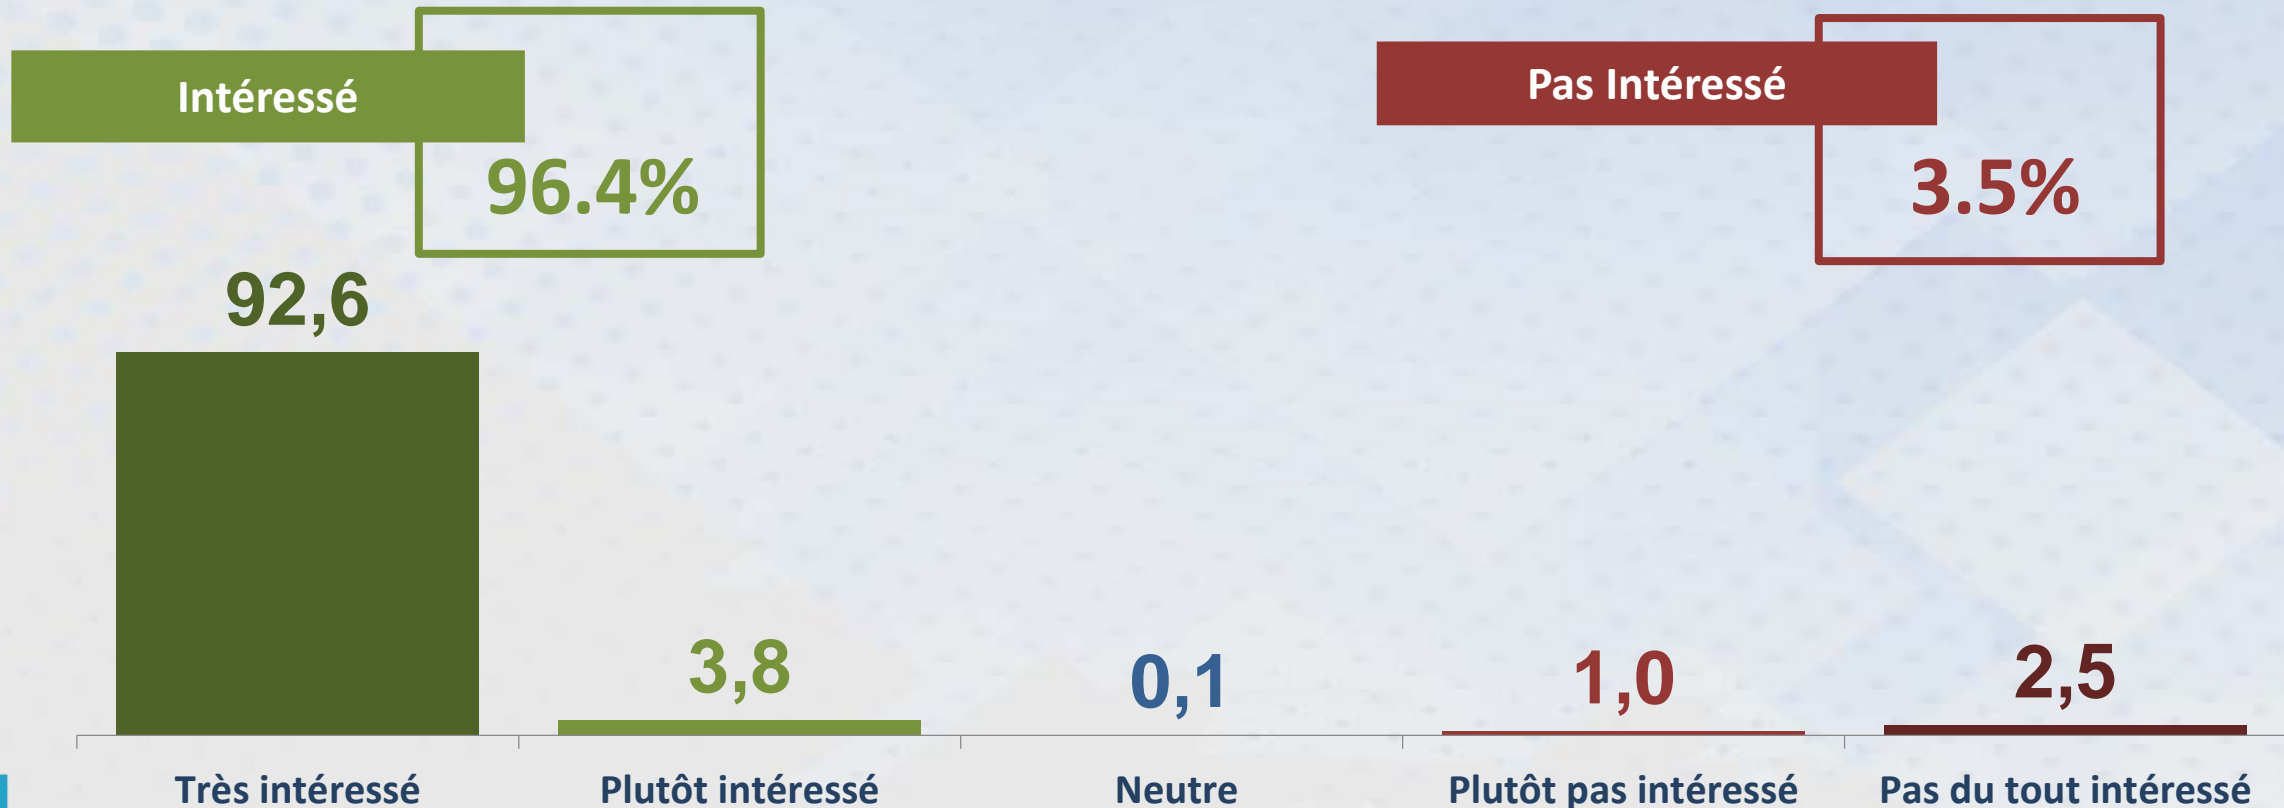 Intéressé
96.4%
Pas Intéressé
3.5%
92,6
3,8
0,1
1,0
2,5
Très intéressé
Plutôt intéressé
Neutre
Plutôt pas intéressé
Pas du tout intéressé